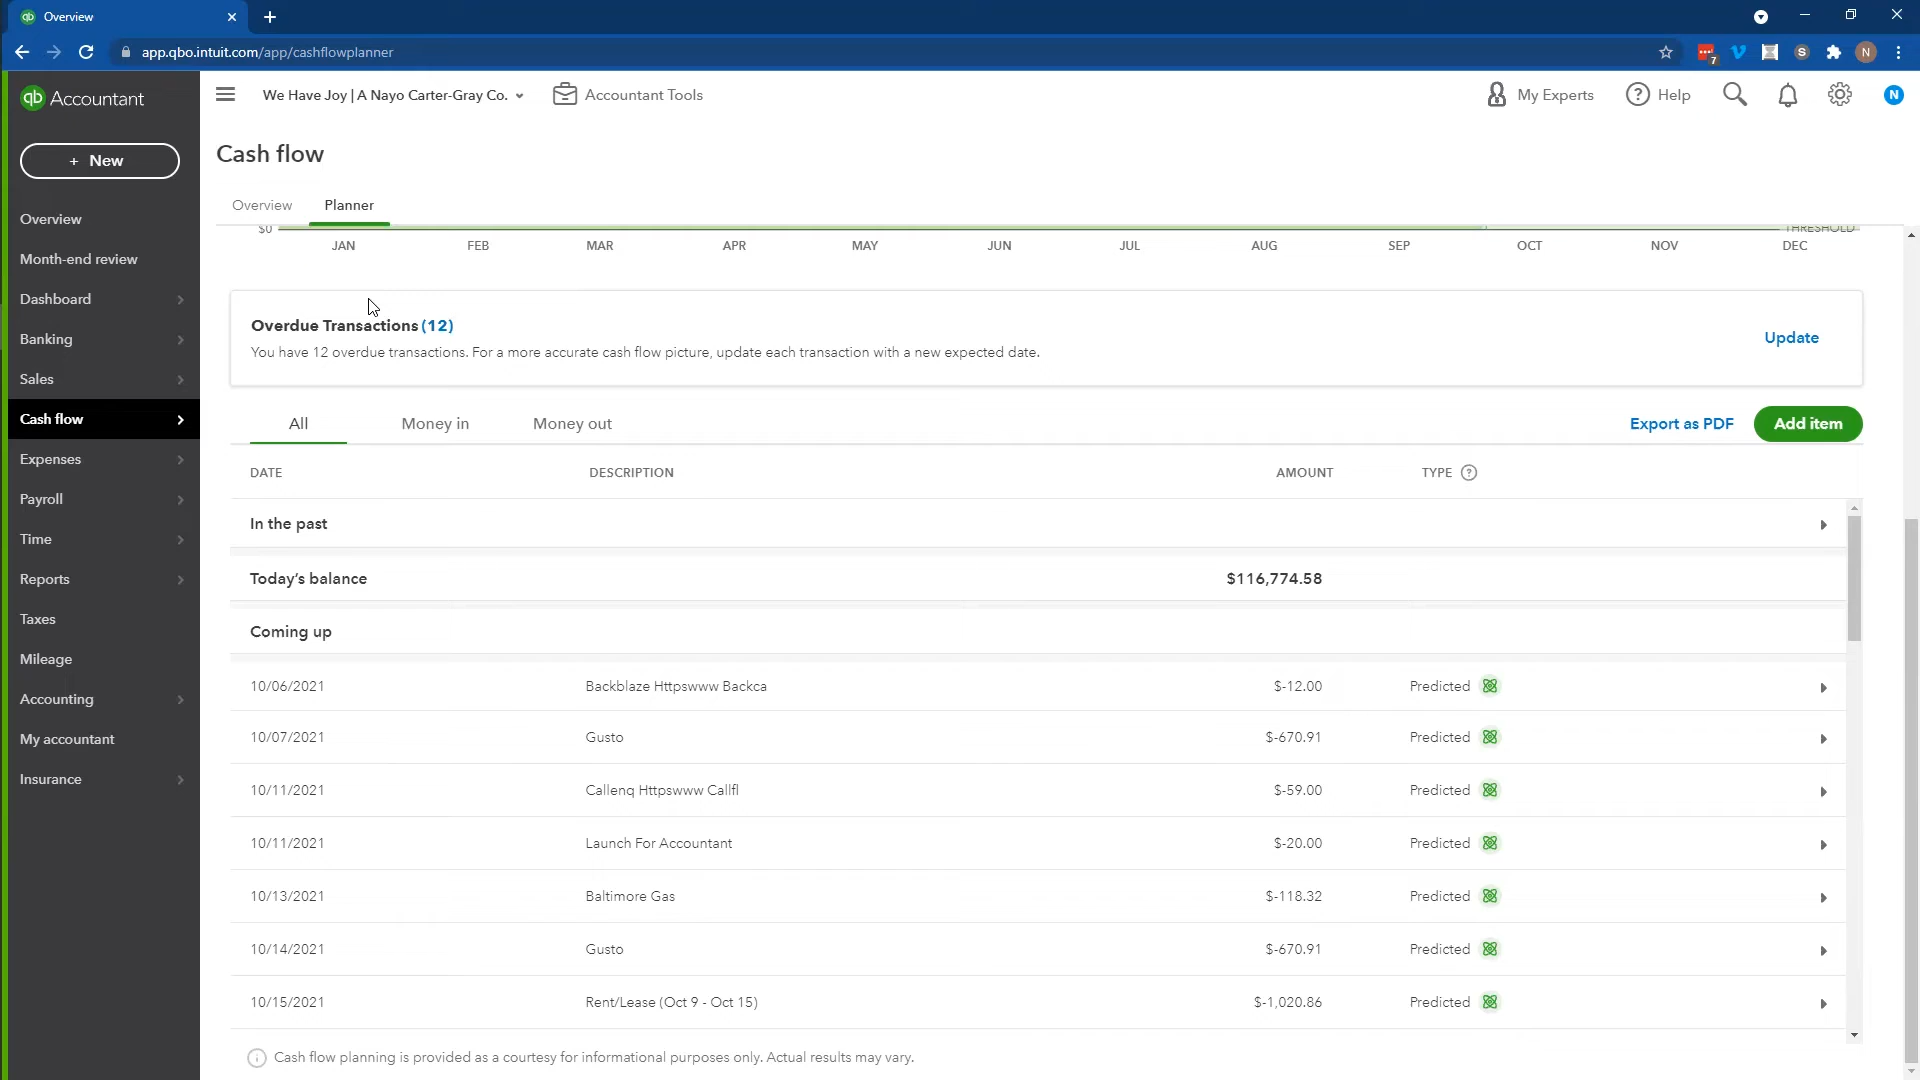 Overview
app.qbo.intuit.com/app/cashflowplanner
7
S
N
qb Accountant
We Have Joy | A Nayo Carter-Gray Co.
Accountant Tools
My Experts
Help
N
+ New
Cash flow
Overview
Planner
Overview
Month-end review
Dashboard
Banking
Sales
Cash flow
Expenses
Payroll
Time
Reports
Taxes
Mileage
Accounting
My accountant
Insurance
$0
THRESHOLD
JAN FEB MAR APR MAY JUN JUL AUG SEP OCT NOV DEC
Overdue Transactions (12)
You have 12 overdue transactions. For a more accurate cash flow picture, update each transaction with a new expected date.
Update
All Money in Money out
Export as PDF Add item
DATE DESCRIPTION AMOUNT TYPE ?
In the past
Today's balance $116,774.58
Coming up
10/06/2021 Backblaze Httpswww Backca $-12.00 Predicted
10/07/2021 Gusto $-670.91 Predicted
10/11/2021 Callenq Httpswww Callfl $-59.00 Predicted
10/11/2021 Launch For Accountant $-20.00 Predicted
10/13/2021 Baltimore Gas $-118.32 Predicted
10/14/2021 Gusto $-670.91 Predicted
10/15/2021 Rent/Lease (Oct 9 - Oct 15) $-1,020.86 Predicted
Cash flow planning is provided as a courtesy for informational purposes only. Actual results may vary.